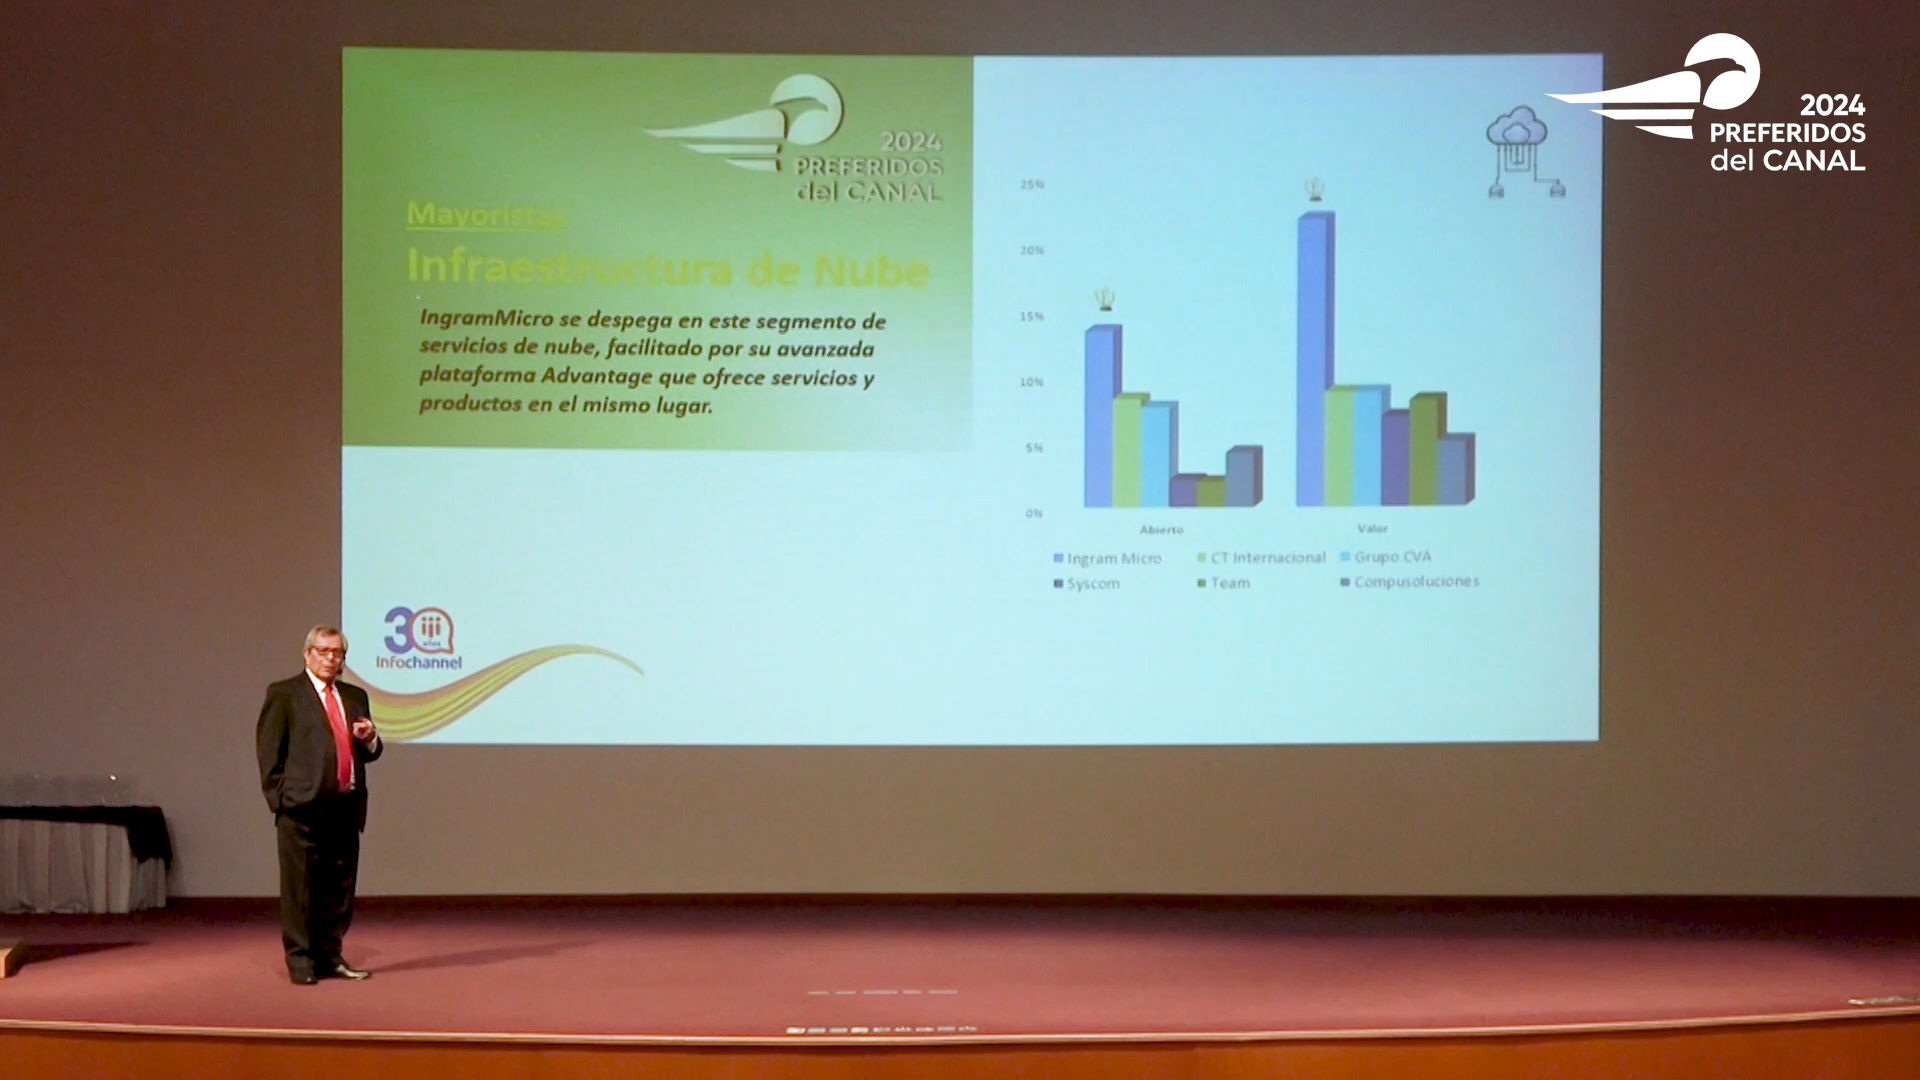 2024
PREFERIDOS
del CANAL
2024
PREFERIDOS
del CANAL
Mayoristas
Infraestructura de Nube
IngramMicro se despega en este segmento de
servicios de nube, facilitado por su avanzada
plataforma Advantage que ofrece servicios y
productos en el mismo lugar.
25%
20%
15%
10%
5%
0%
Abierto
Valor
Ingram Micro
CT Internacional
Grupo CVA
Syscom
Team
Compusoluciones
30
años
Infochannel